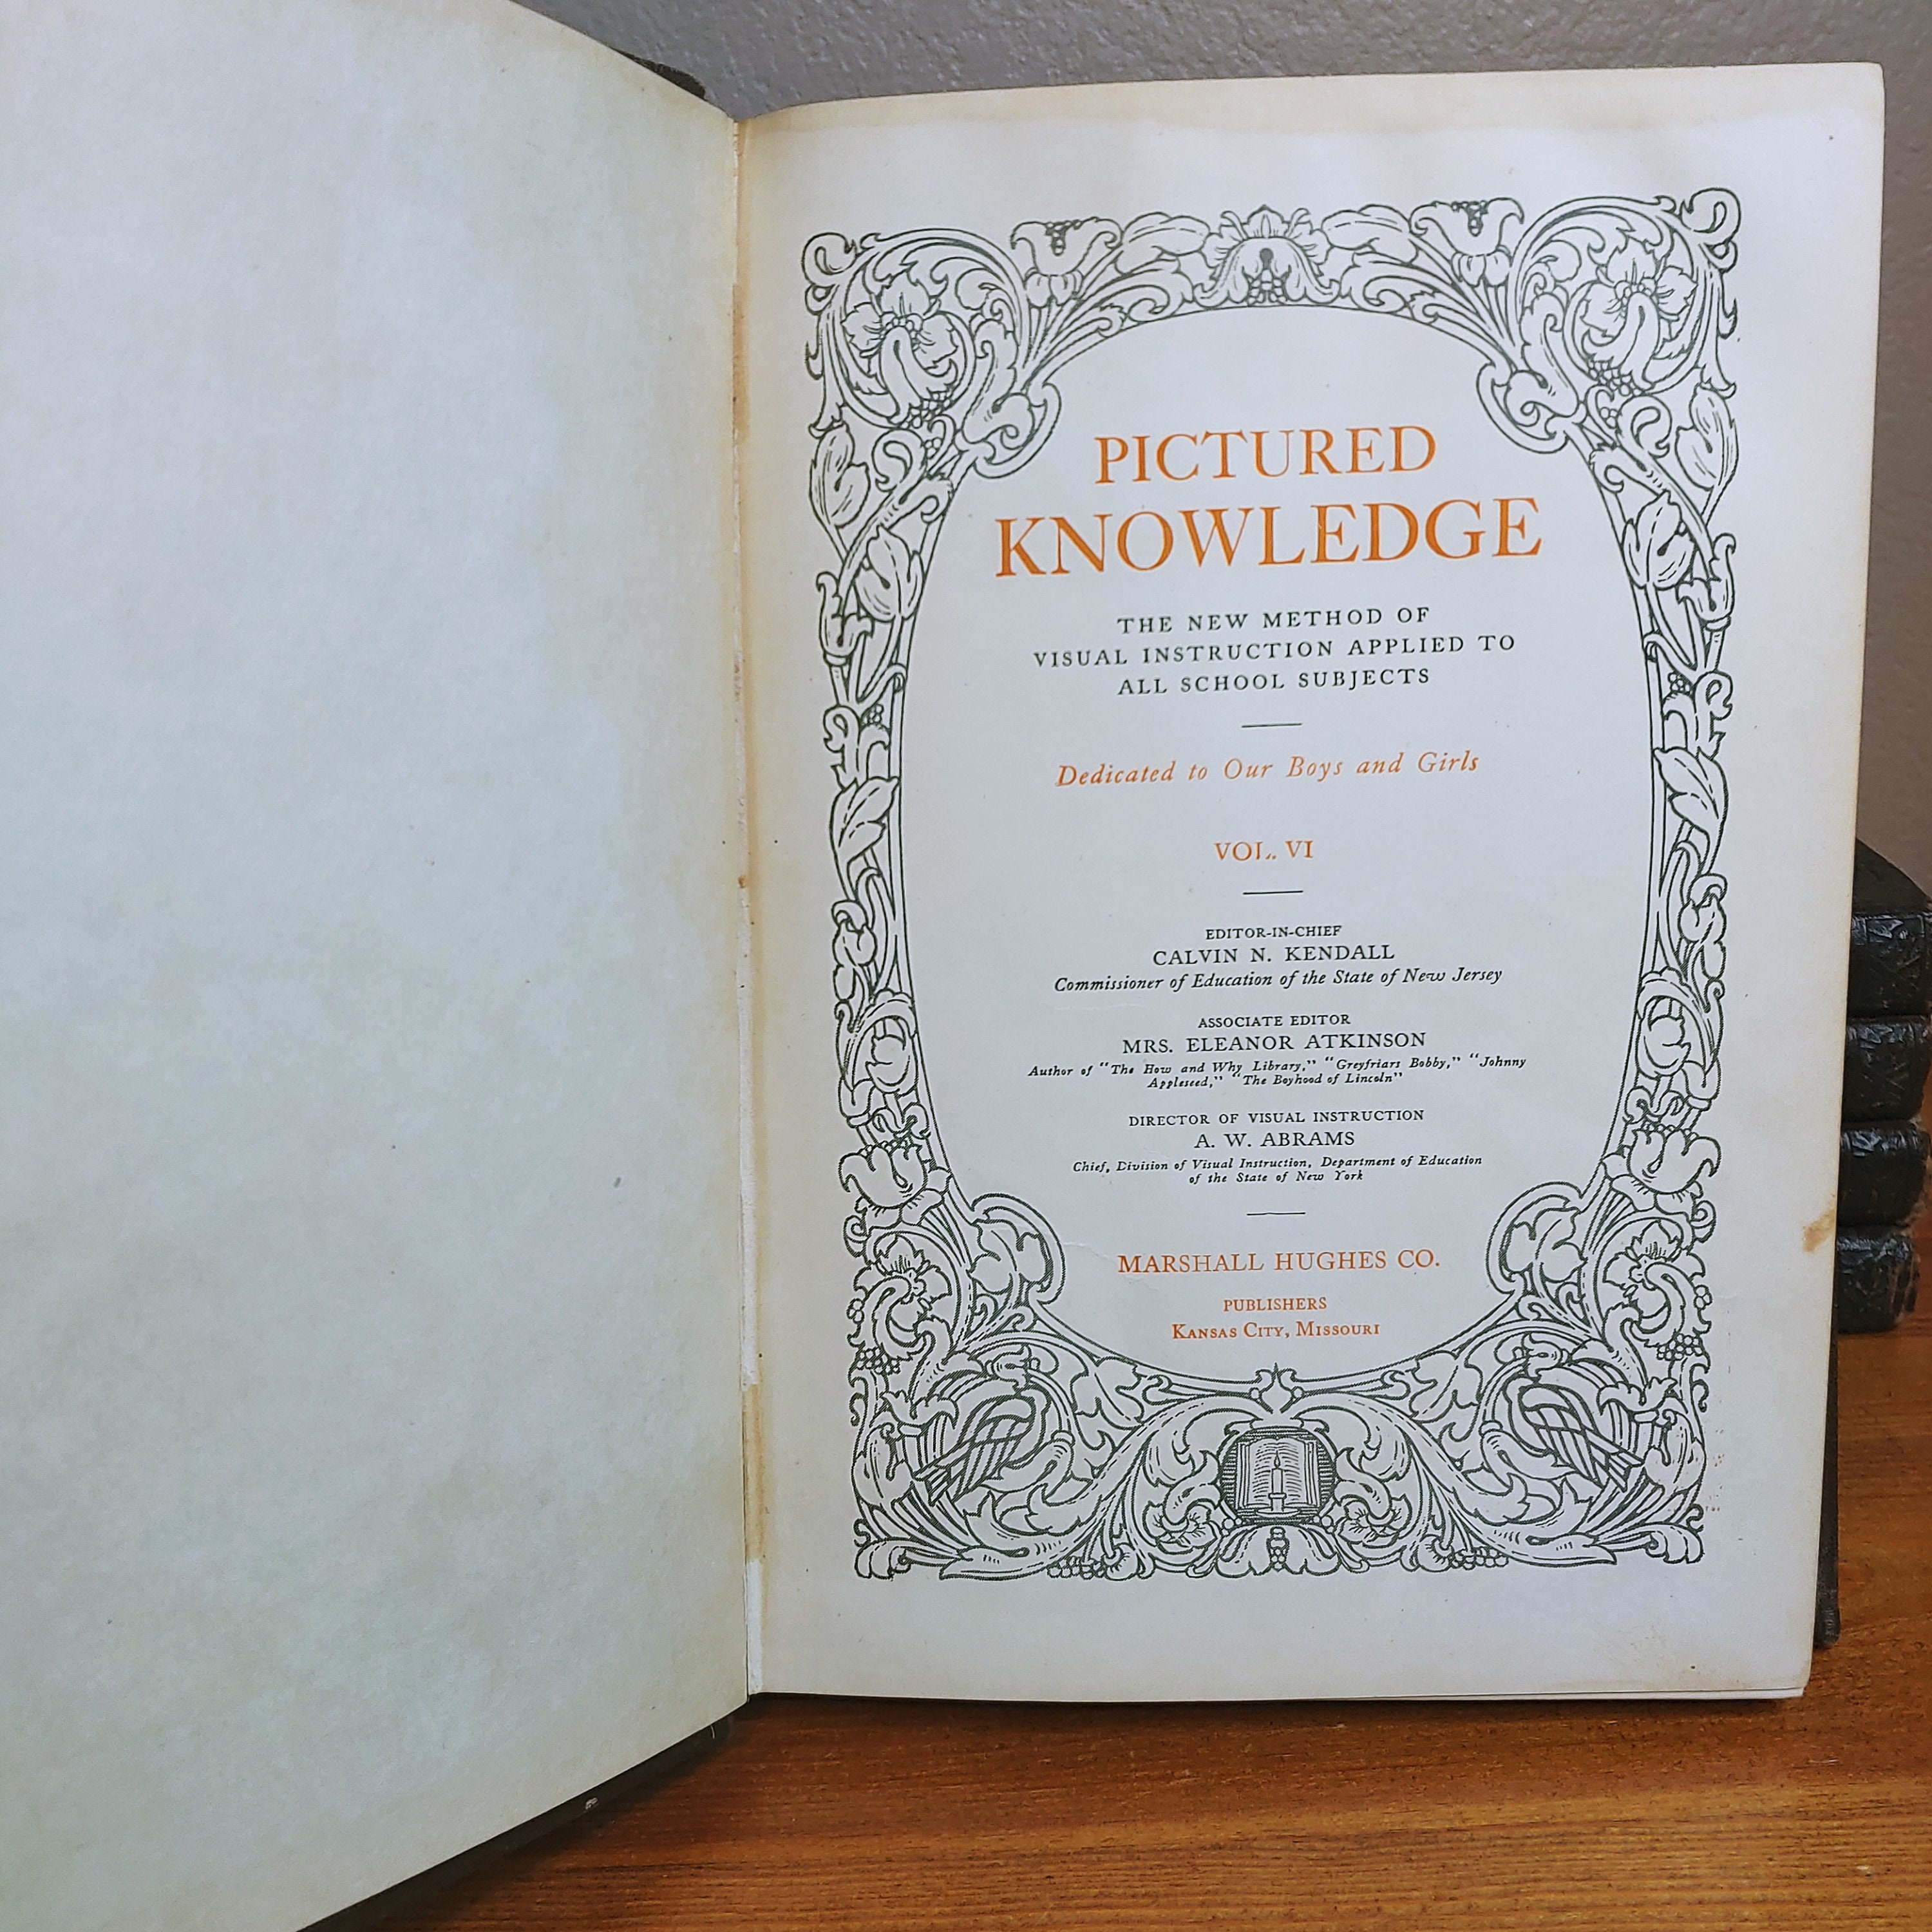 PICTURED
KNOWLEDGE
THE NEW METHOD OF
VISUAL INSTRUCTION APPLIED TO
ALL SCHOOL SUBJECTS
Dedicated to Our Boys and Girls
VOL. VI
EDITOR-IN-CHIEF
CALVIN N. KENDALL
Commissioner of Education of the State of New Jersey
ASSOCIATE EDITOR
MRS. ELEANOR ATKINSON
Author of "The How and Why Library," "Greyfriars Bobby," "Johnny
Appleseed," "The Boyhood of Lincoln"
DIRECTOR OF VISUAL INSTRUCTION
A. W. ABRAMS
Chief, Division of Visual Instruction, Department of Education
of the State of New York
MARSHALL HUGHES CO.
PUBLISHERS
KANSAS CITY, MISSOURI